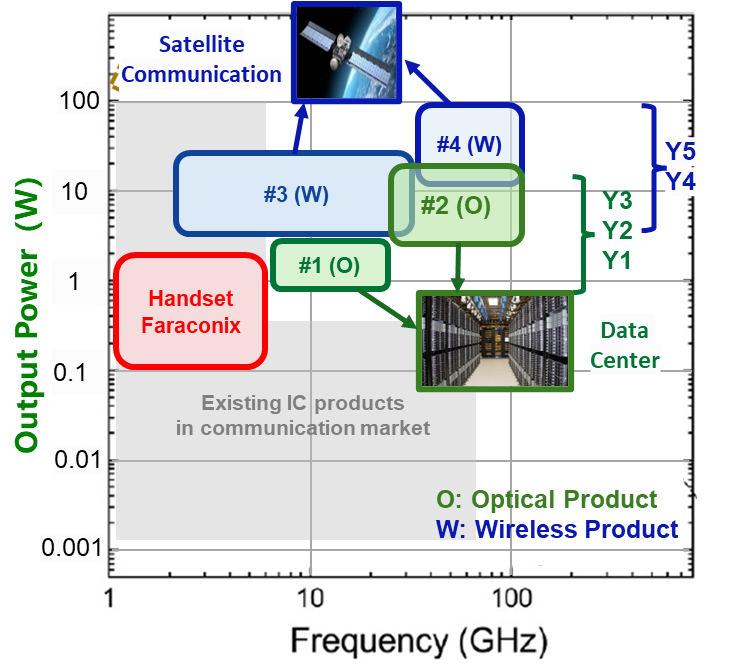 Satellite
Communication
#4 (W)
Y5
Y4
#3 (W)
#2 (O)
Y3
Y2
Y1
#1 (O)
Handset
Faraconix
Data
Center
Existing IC products
in communication market
O: Optical Product
W: Wireless Product
Output Power (W)
100
10
1
0.1
0.01
0.001
1
10
100
Frequency (GHz)